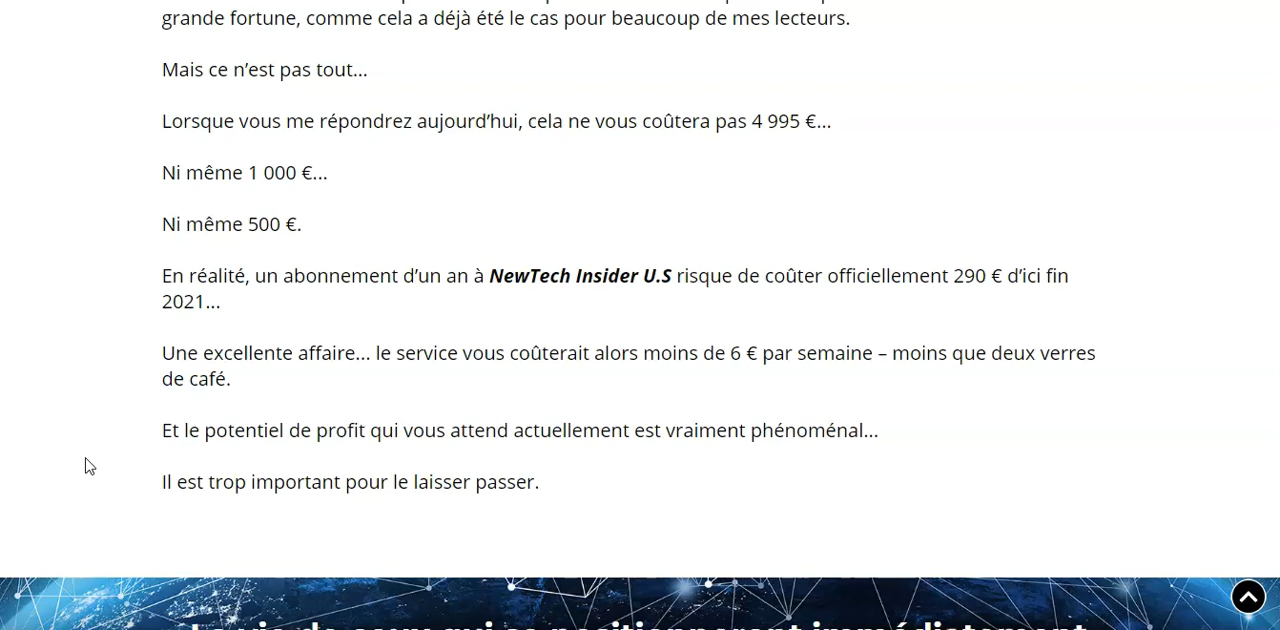 grande fortune, comme cela a déjà été le cas pour beaucoup de mes lecteurs.
Mais ce n’est pas tout...
Lorsque vous me répondrez aujourd’hui, cela ne vous coûtera pas 4 995 €...
Ni même 1 000 €...
Ni même 500 €.
En réalité, un abonnement d’un an à NewTech Insider U.S risque de coûter officiellement 290 € d’ici fin
2021...
Une excellente affaire... le service vous coûterait alors moins de 6 € par semaine – moins que deux verres
de café.
Et le potentiel de profit qui vous attend actuellement est vraiment phénoménal...
Il est trop important pour le laisser passer.